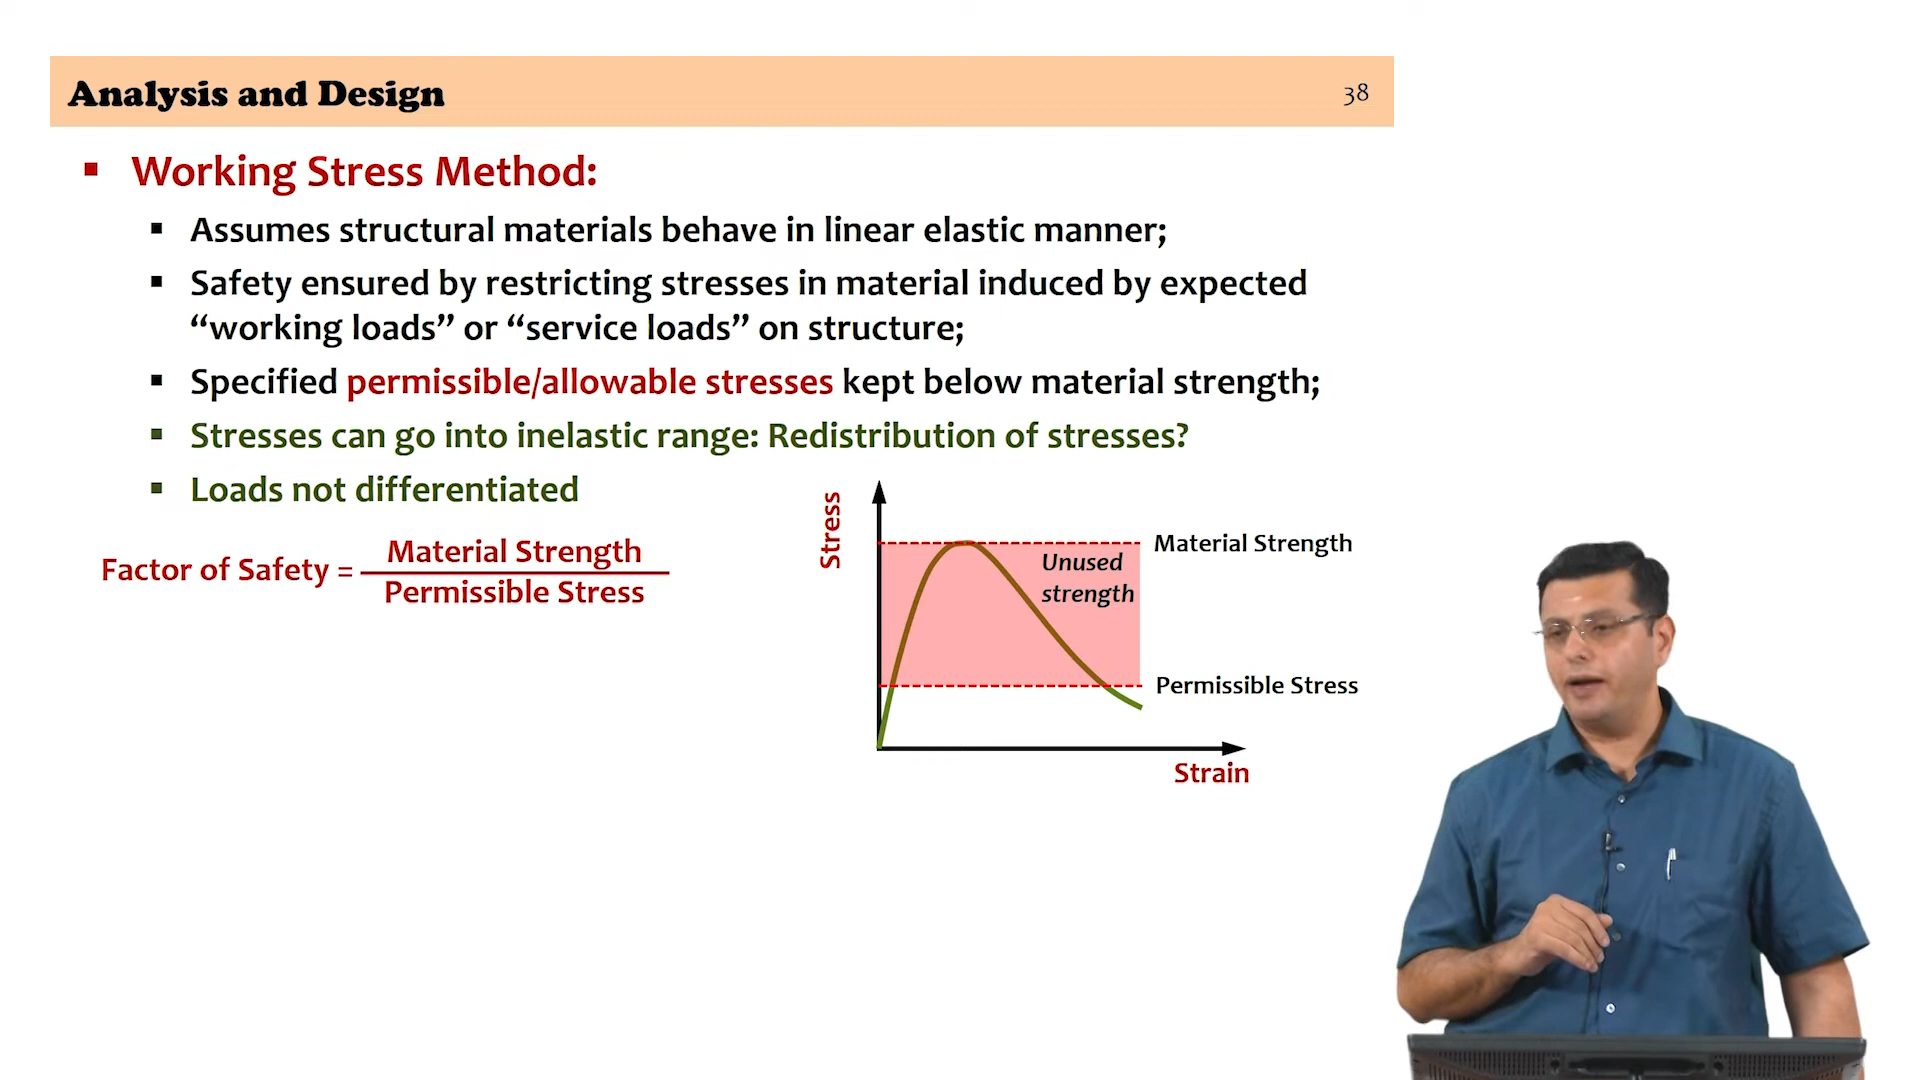 Analysis and Design
38
▪ Working Stress Method:
▪ Assumes structural materials behave in linear elastic manner;
▪ Safety ensured by restricting stresses in material induced by expected
“working loads” or “service loads” on structure;
▪ Specified permissible/allowable stresses kept below material strength;
▪ Stresses can go into inelastic range: Redistribution of stresses?
▪ Loads not differentiated
Factor of Safety = Material Strength
Permissible Stress
Stress
Material Strength
Unused
strength
Permissible Stress
Strain